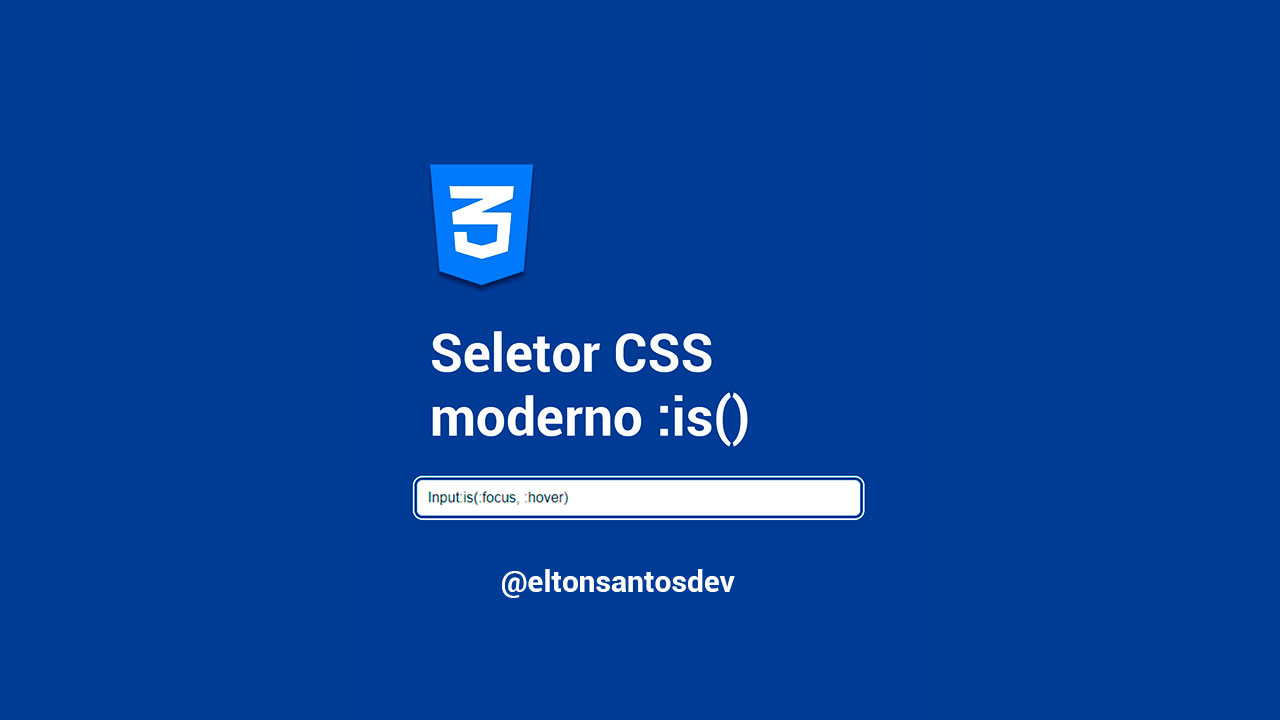 Seletor CSS
moderno :is()
Input:is(:focus, :hover)
@eltonsantosdev